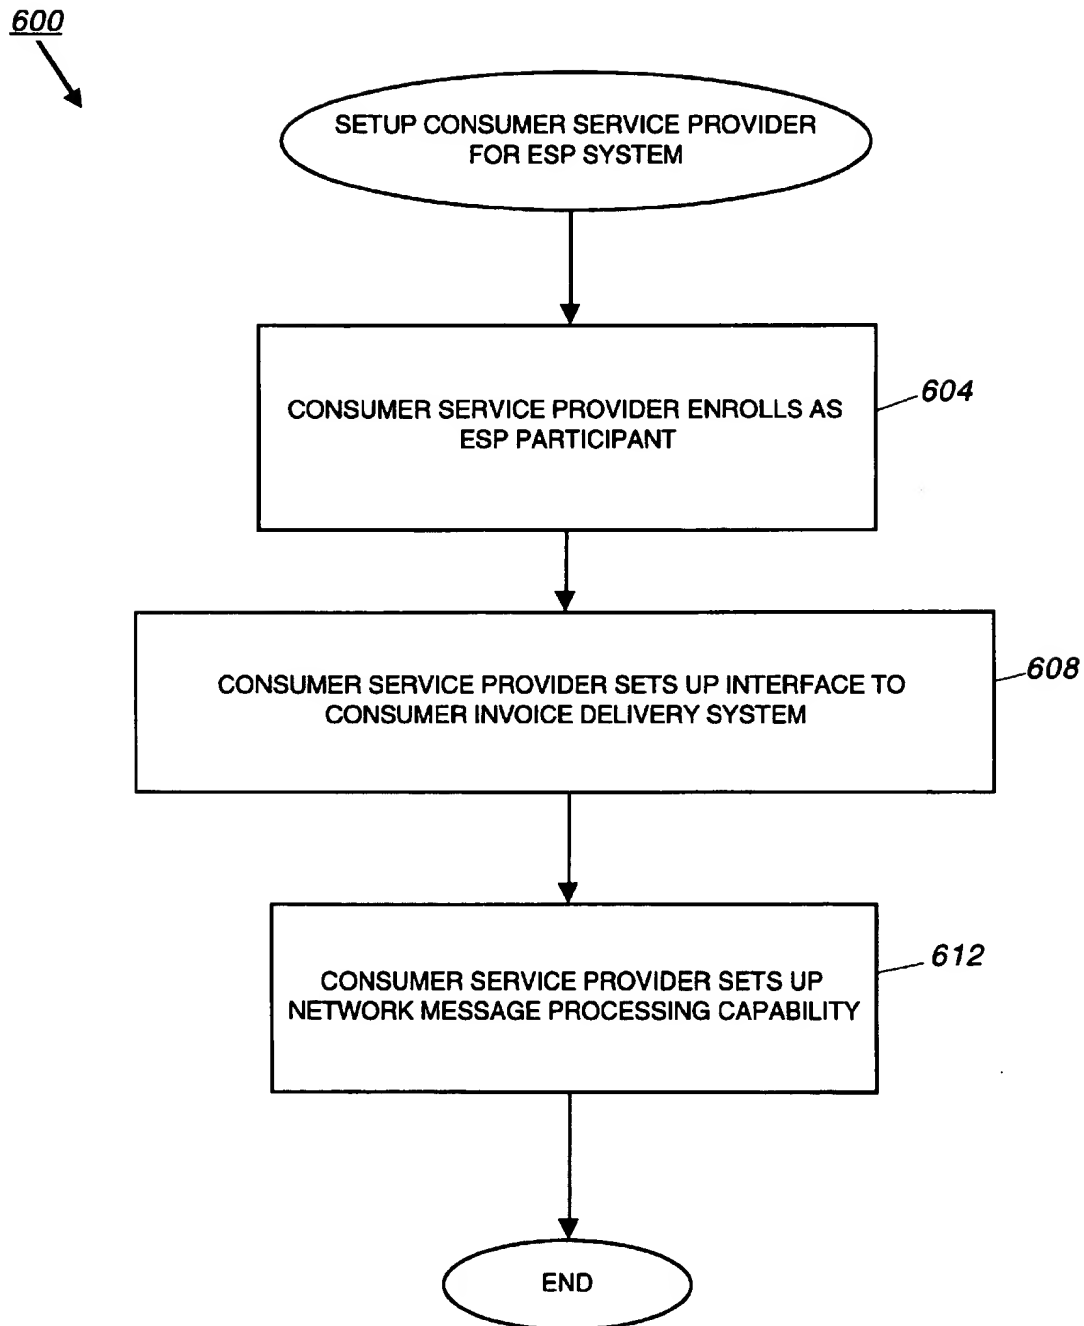 600
SETUP CONSUMER SERVICE PROVIDER
FOR ESP SYSTEM
CONSUMER SERVICE PROVIDER ENROLLS AS
ESP PARTICIPANT
604
CONSUMER SERVICE PROVIDER SETS UP INTERFACE TO
CONSUMER INVOICE DELIVERY SYSTEM
608
CONSUMER SERVICE PROVIDER SETS UP
NETWORK MESSAGE PROCESSING CAPABILITY
612
END